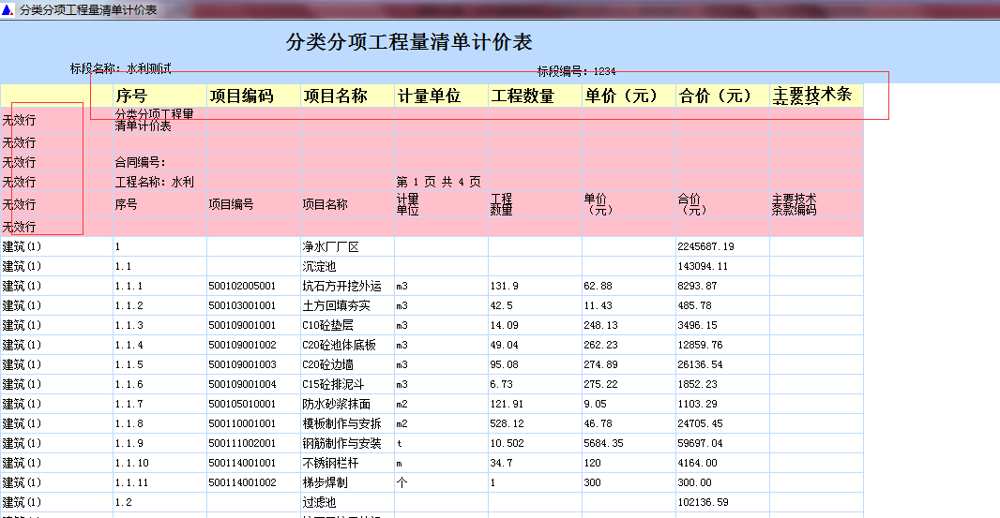 分类分项工程量清单计价表
分类分项工程量清单计价表
标段名称: 水利测试 标段编号: 1234
序号 项目编码 项目名称 计量单位 工程数量 单价（元） 合价（元） 主要技术条
无效行 分类分项工程量
清单计价表
无效行
无效行 合同编号:
无效行 工程名称: 水利 第 1 页 共 4 页
无效行 序号 项目编号 项目名称 计量
单位 工程
数量 单价
（元） 合价
（元） 主要技术
条款编码
无效行
建筑(1) 1 净水厂厂区 2245687.19
建筑(1) 1.1 沉淀池 143094.11
建筑(1) 1.1.1 500102005001 坑石方开挖外运 m3 131.9 62.88 8293.87
建筑(1) 1.1.2 500103001001 土方回填夯实 m3 42.5 11.43 485.78
建筑(1) 1.1.3 500109001001 C10砼垫层 m3 14.09 248.13 3496.15
建筑(1) 1.1.4 500109001002 C20砼池体底板 m3 49.04 262.23 12859.76
建筑(1) 1.1.5 500109001003 C20砼边墙 m3 95.08 274.89 26136.54
建筑(1) 1.1.6 500109001004 C15砼排泥斗 m3 6.73 275.22 1852.23
建筑(1) 1.1.7 500105010001 防水砂浆抹面 m2 121.91 9.05 1103.29
建筑(1) 1.1.8 500110001001 模板制作与安拆 m2 528.12 46.78 24705.45
建筑(1) 1.1.9 500111002001 钢筋制作与安装 t 10.502 5684.35 59697.04
建筑(1) 1.1.10 500114001001 不锈钢栏杆 m 34.7 120 4164.00
建筑(1) 1.1.11 500114001002 梯步焊制 个 1 300 300.00
建筑(1) 1.2 过滤池 102136.59